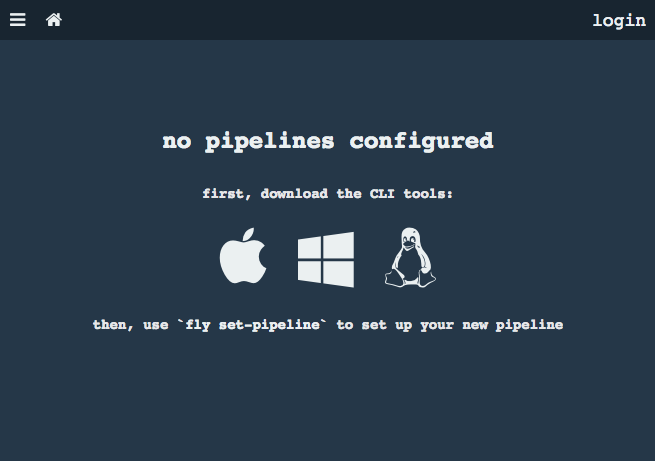 login
no pipelines configured
first, download the CLI tools:
then, use `fly set-pipeline` to set up your new pipeline